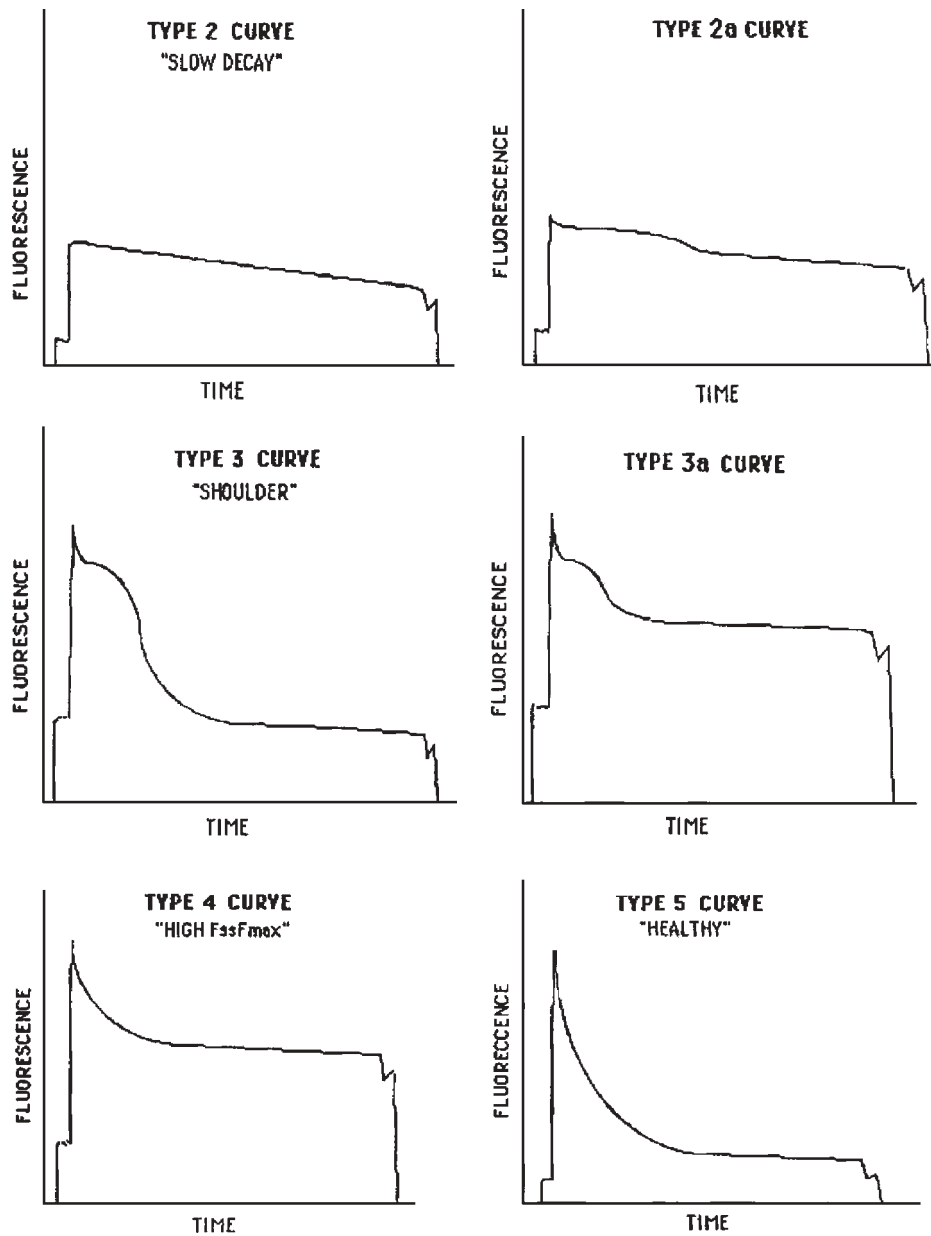 TYPE 2 CURVE
"SLOW DECAY"
FLUORESCENCE
TIME
TYPE 2a CURVE
FLUORESCENCE
TIME
TYPE 3 CURVE
"SHOULDER"
FLUORESCENCE
TIME
TYPE 3a CURVE
FLUORESCENCE
TIME
TYPE 4 CURVE
"HIGH FssFmax"
FLUORESCENCE
TIME
TYPE 5 CURVE
"HEALTHY"
FLUORECCENCE
TIME